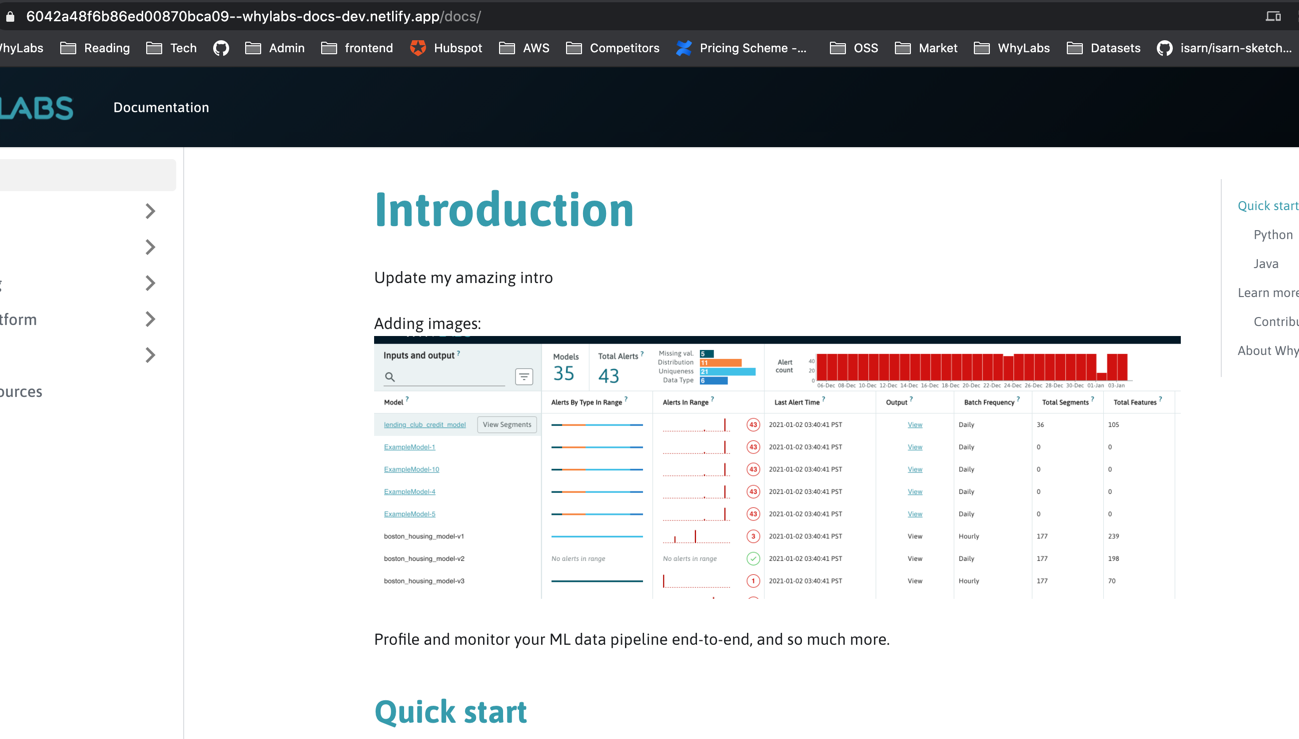 6042a48f6b86ed00870bca09--whylabs-docs-dev.netlify.app/docs/
hyLabs Reading Tech Admin frontend Hubspot AWS Competitors Pricing Scheme -... OSS Market WhyLabs Datasets isarn/isarn-sketch...
LABS Documentation
Introduction
Update my amazing intro
Adding images:
Inputs and output ?
Models
35
Total Alerts ?
43
Missing val. 5
Distribution 11
Uniqueness 21
Data Type 6
Alert count
40
20
0
06-Dec 08-Dec 10-Dec 12-Dec 14-Dec 16-Dec 18-Dec 20-Dec 22-Dec 24-Dec 26-Dec 28-Dec 30-Dec 01-Jan 03-Jan
Model ? Alerts By Type In Range ? Alerts In Range ? Last Alert Time ? Output ? Batch Frequency ? Total Segments ? Total Features ?
lending_club_credit_model View Segments 43 2021-01-02 03:40:41 PST View Daily 36 105
ExampleModel-1 43 2021-01-02 03:40:41 PST View Daily 0 0
ExampleModel-10 43 2021-01-02 03:40:41 PST View Daily 0 0
ExampleModel-4 43 2021-01-02 03:40:41 PST View Daily 0 0
ExampleModel-5 43 2021-01-02 03:40:41 PST View Daily 0 0
boston_housing_model-v1 3 2021-01-02 03:40:41 PST View Hourly 177 239
boston_housing_model-v2 No alerts in range No alerts in range 2021-01-02 03:40:41 PST View Daily 177 198
boston_housing_model-v3 1 2021-01-02 03:40:41 PST View Hourly 177 70
Profile and monitor your ML data pipeline end-to-end, and so much more.
Quick start
tform
ources
Quick start
Python
Java
Learn more
Contribu
About Why